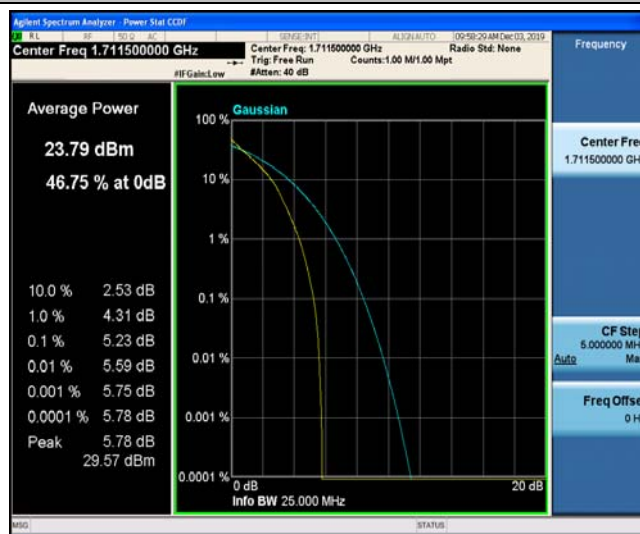 Agilent Spectrum Analyzer - Power Stat CCDF
RL RF 50 Ω AC SENSE:INT ALIGN AUTO 09:58:29 AM Dec 03, 2019
Center Freq 1.711500000 GHz
Center Freq: 1.711500000 GHz Radio Std: None
Trig: Free Run Counts:1.00 M/1.00 Mpt
#IFGain:Low #Atten: 40 dB
Frequency
Average Power
23.79 dBm
46.75 % at 0dB
10.0 % 2.53 dB
1.0 % 4.31 dB
0.1 % 5.23 dB
0.01 % 5.59 dB
0.001 % 5.75 dB
0.0001 % 5.78 dB
Peak 5.78 dB
29.57 dBm
Gaussian
100 %
10 %
1 %
0.1 %
0.01 %
0.001 %
0.0001 %
0 dB 20 dB
Info BW 25.000 MHz
Center Fre
1.711500000 GH
CF Ste
5.000000 MH
Auto Ma
Freq Offse
0 H
MSG STATUS